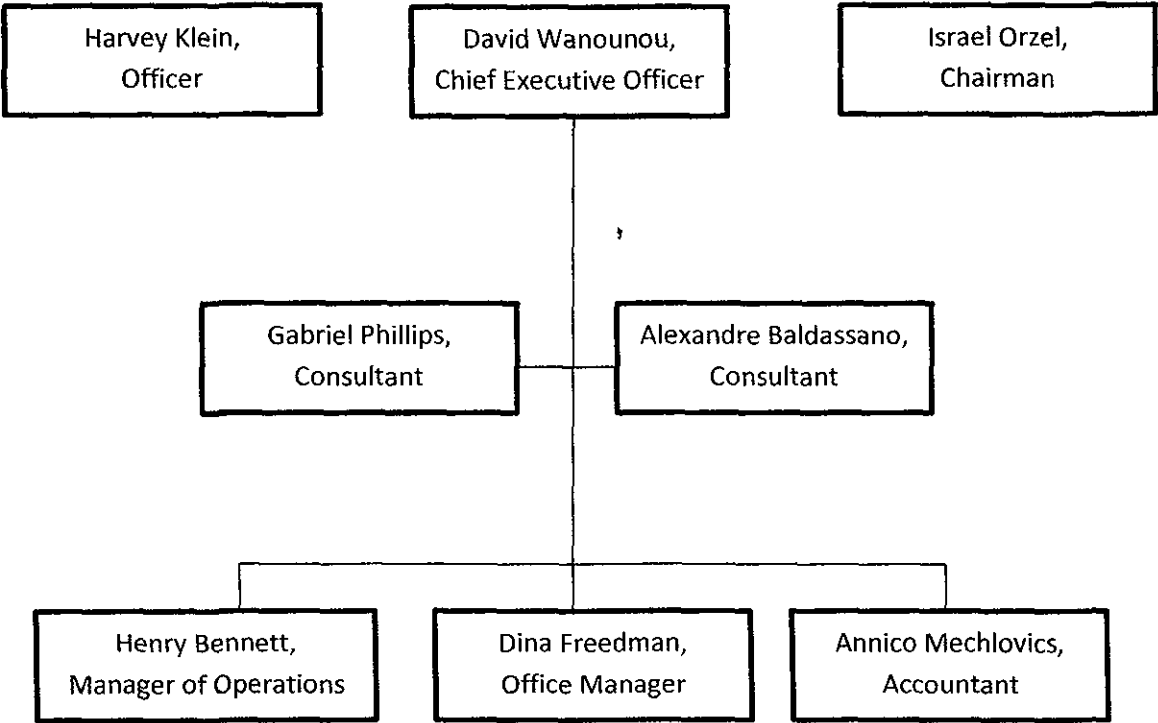 Harvey Klein,
Officer
David Wanounou,
Chief Executive Officer
Israel Orzel,
Chairman
Gabriel Phillips,
Consultant
Alexandre Baldassano,
Consultant
Henry Bennett,
Manager of Operations
Dina Freedman,
Office Manager
Annico Mechlovics,
Accountant